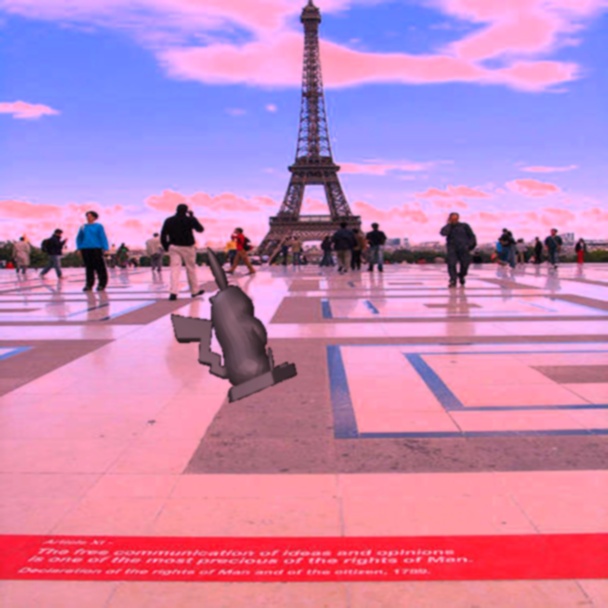 Article XI -
The free communication of ideas and opinions
is one of the most precious of the rights of Man.
Declaration of the rights of Man and of the citizen, 1789.